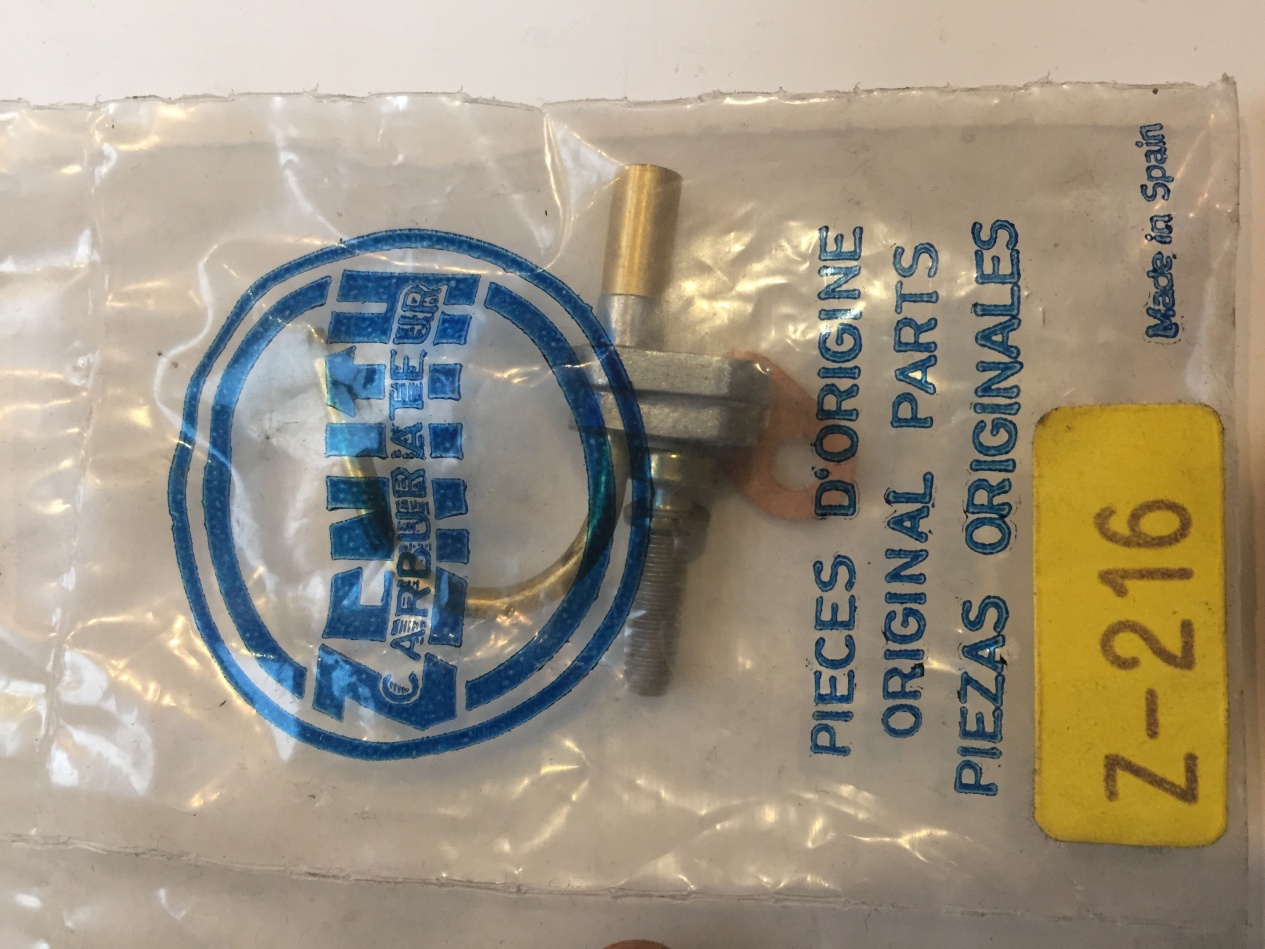 ZENITH
CARBURATEUR
PIECES D'ORIGINE
ORIGINAL PARTS
PIEZAS ORIGINALES
Made in Spain
Z-216